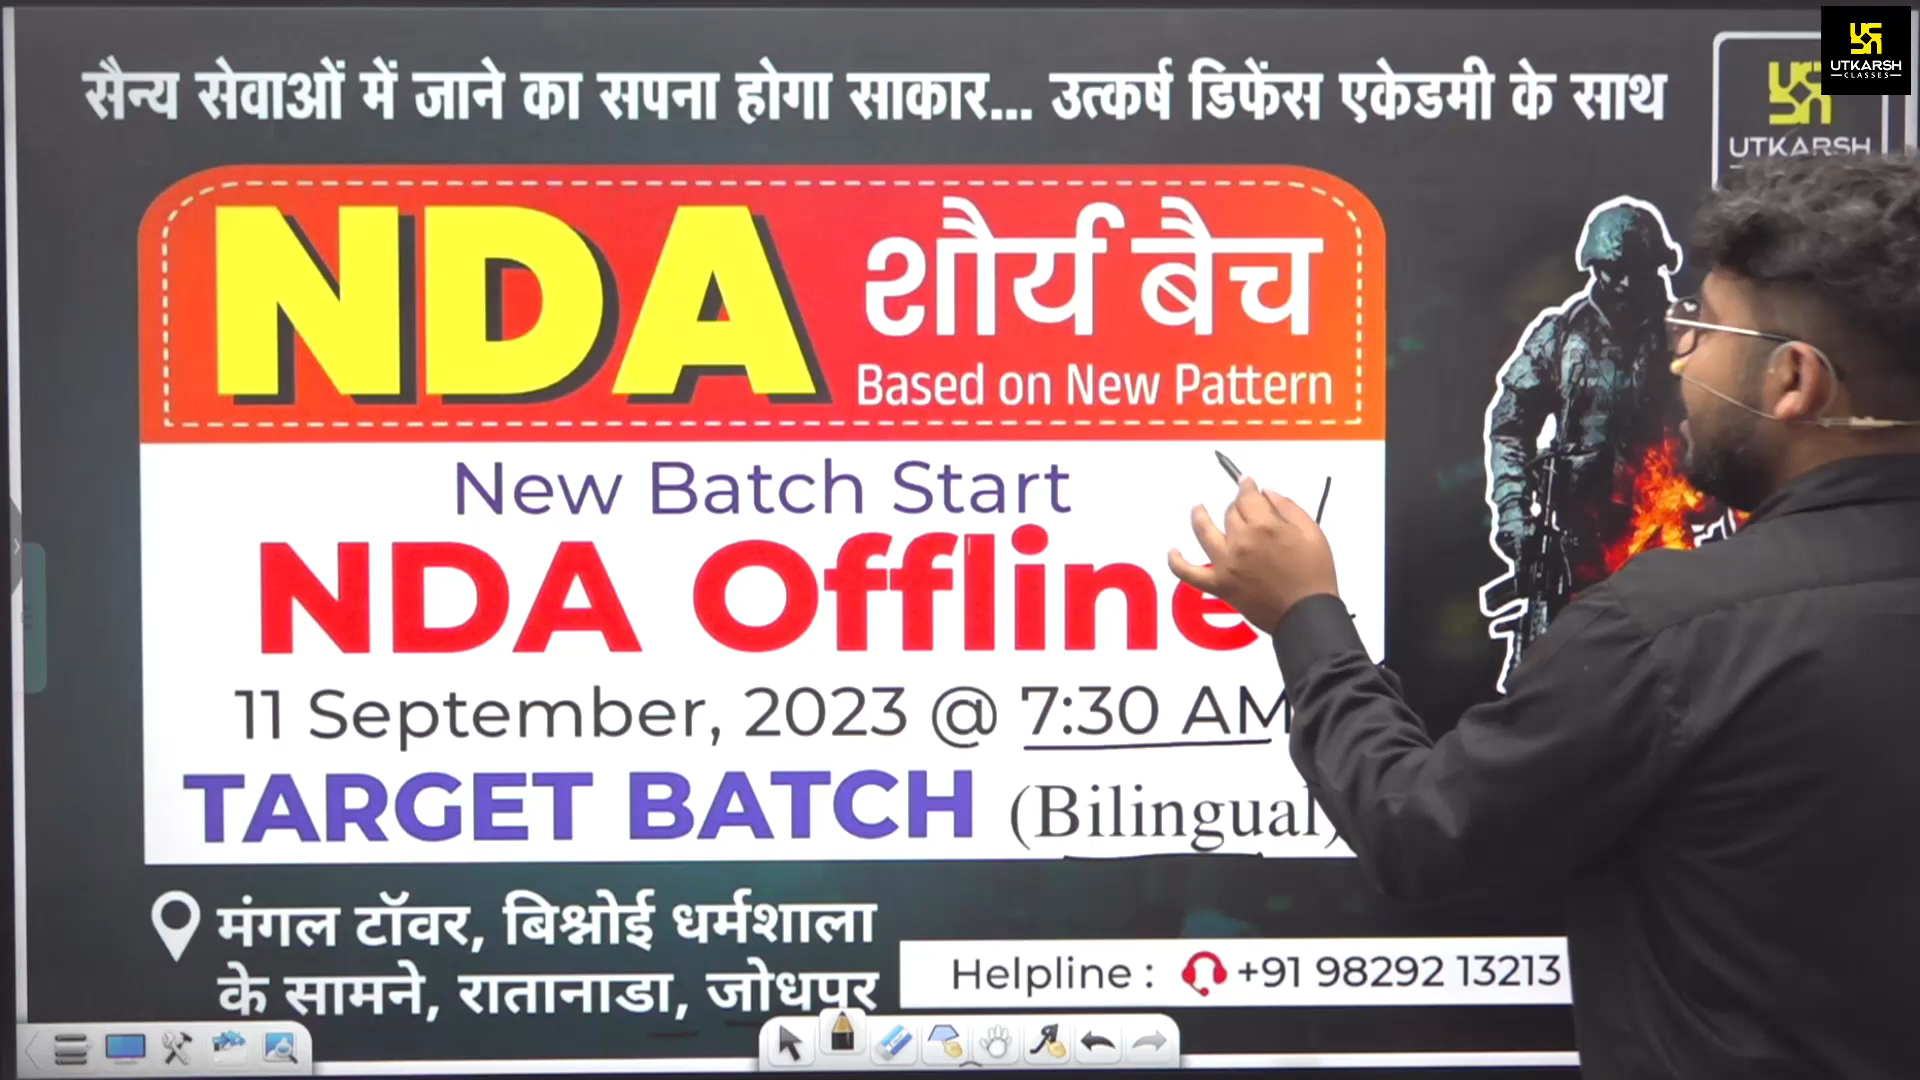 सैन्य सेवाओं में जाने का सपना होगा साकार... उत्कर्ष डिफेंस एकेडमी के साथ
UTKARSH
CLASSES
UTKARSH
NDA शौर्य बैच
Based on New Pattern
New Batch Start
NDA Offline
11 September, 2023 @ 7:30 AM
TARGET BATCH (Bilingual)
मंगल टॉवर, बिश्नोई धर्मशाला
के सामने, रातानाडा, जोधपुर
Helpline : +91 98292 13213